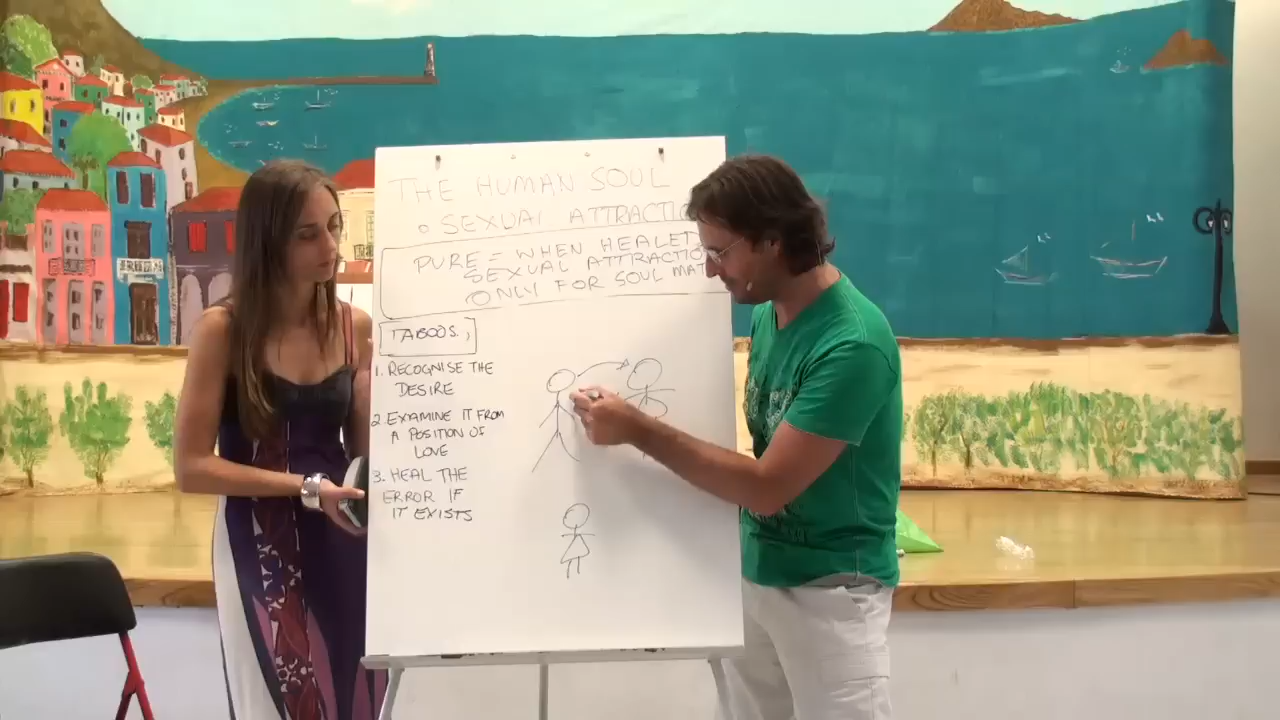 THE HUMAN SOUL
o SEXUAL ATTRACTIO
PURE = WHEN HEALED
SEXUAL ATTRACTIO
ONLY FOR SOUL MAT
TABOOS,
1. RECOGNISE THE
DESIRE
2. EXAMINE IT FROM
A POSITION OF
LOVE
3. HEAL THE
ERROR IF
IT EXISTS